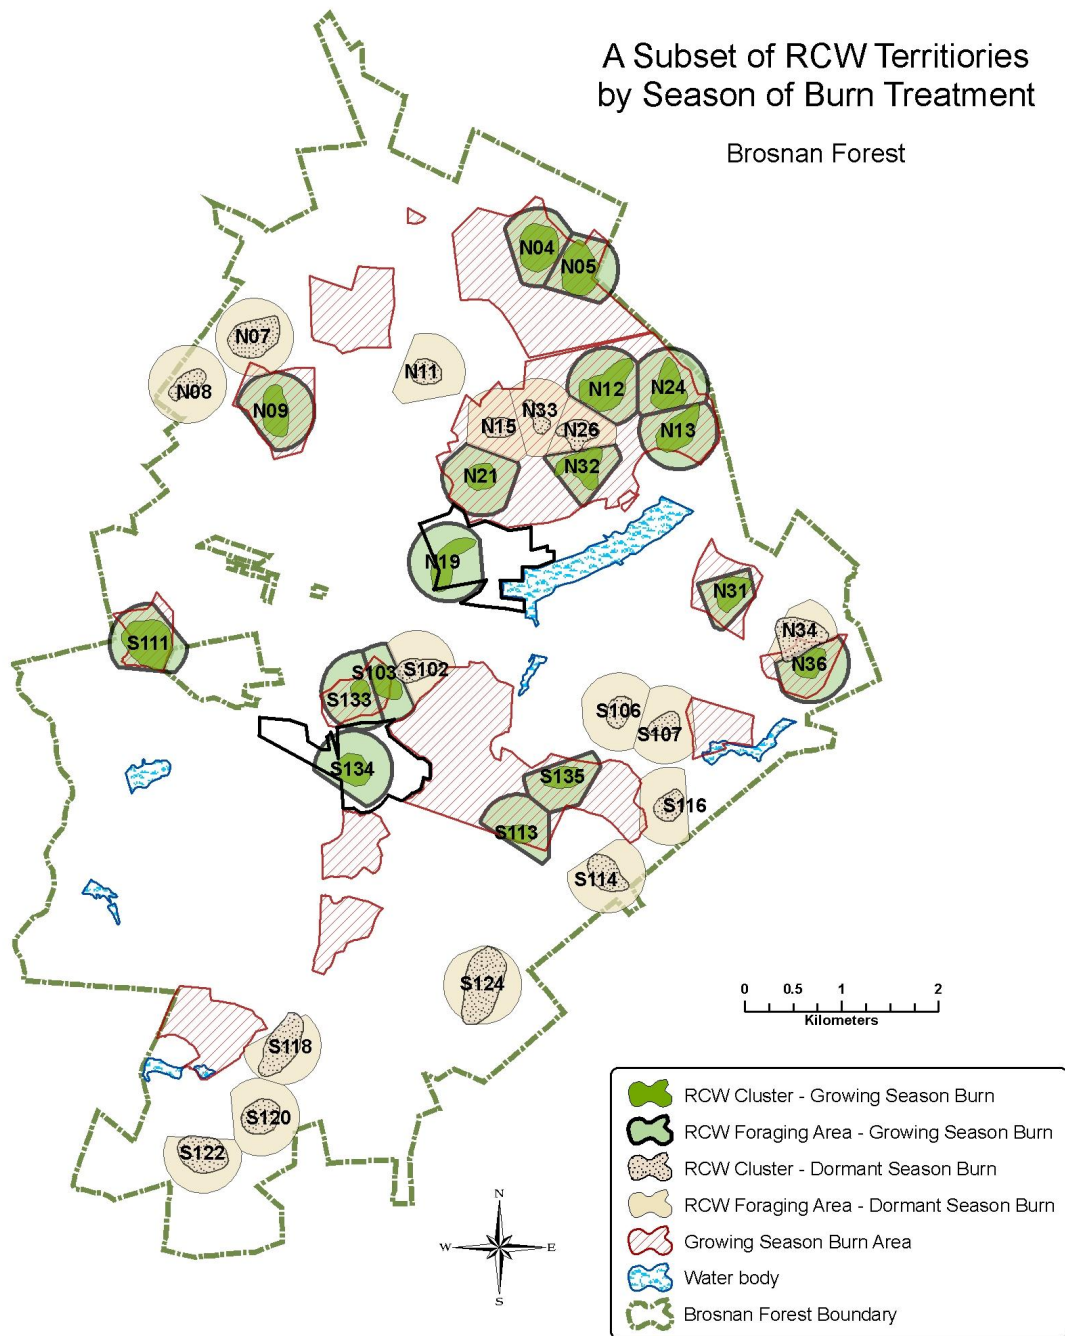 A Subset of RCW Territiories
by Season of Burn Treatment
Brosnan Forest
N04
N05
N07
N11
N08
N09
N12
N24
N33
N15
N26
N13
N32
N21
N19
N31
S111
N34
N36
S103
S102
S133
S106
S107
S134
S135
S116
S113
S114
S124
S118
S120
S122
0 0.5 1 2
Kilometers
RCW Cluster - Growing Season Burn
RCW Foraging Area - Growing Season Burn
RCW Cluster - Dormant Season Burn
RCW Foraging Area - Dormant Season Burn
Growing Season Burn Area
Water body
Brosnan Forest Boundary
N
W E
S